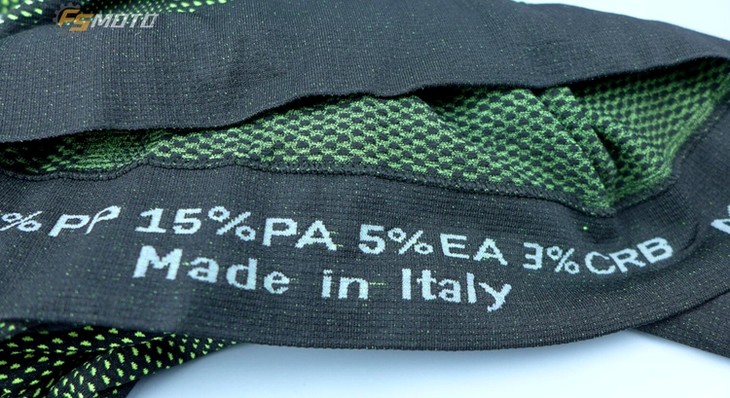 FSMOTO
% PP 15%PA 5%EA 3%CRB
Made in Italy